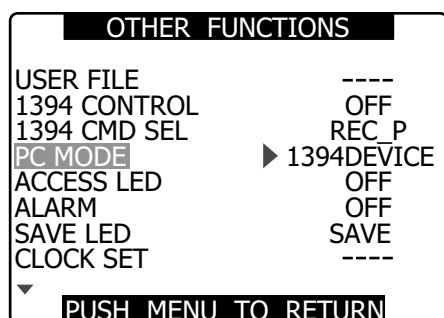 OTHER FUNCTIONS
USER FILE ----
1394 CONTROL OFF
1394 CMD SEL REC_P
PC MODE 1394DEVICE
ACCESS LED OFF
ALARM OFF
SAVE LED SAVE
CLOCK SET ----
PUSH MENU TO RETURN